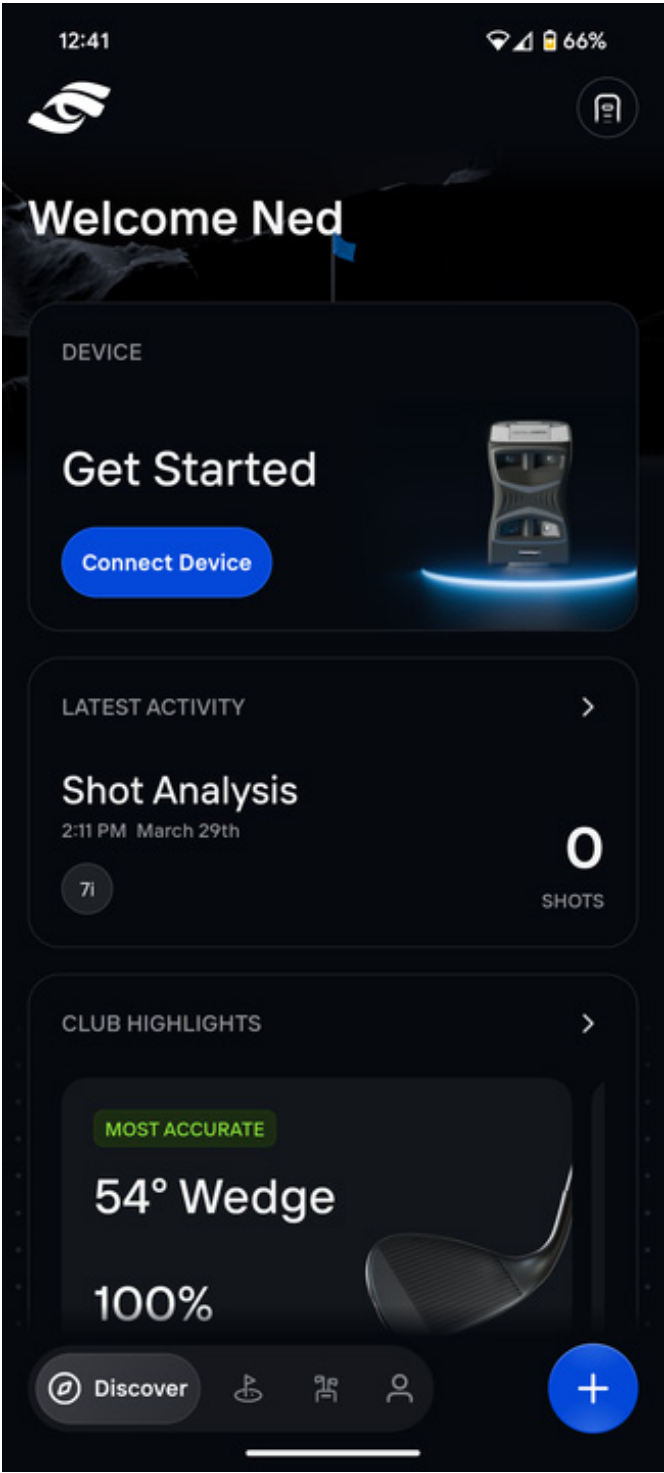 12:41
66%
Welcome Ned
DEVICE
Get Started
Connect Device
LATEST ACTIVITY
Shot Analysis
2:11 PM March 29th
7i
0
SHOTS
CLUB HIGHLIGHTS
MOST ACCURATE
54° Wedge
100%
Discover